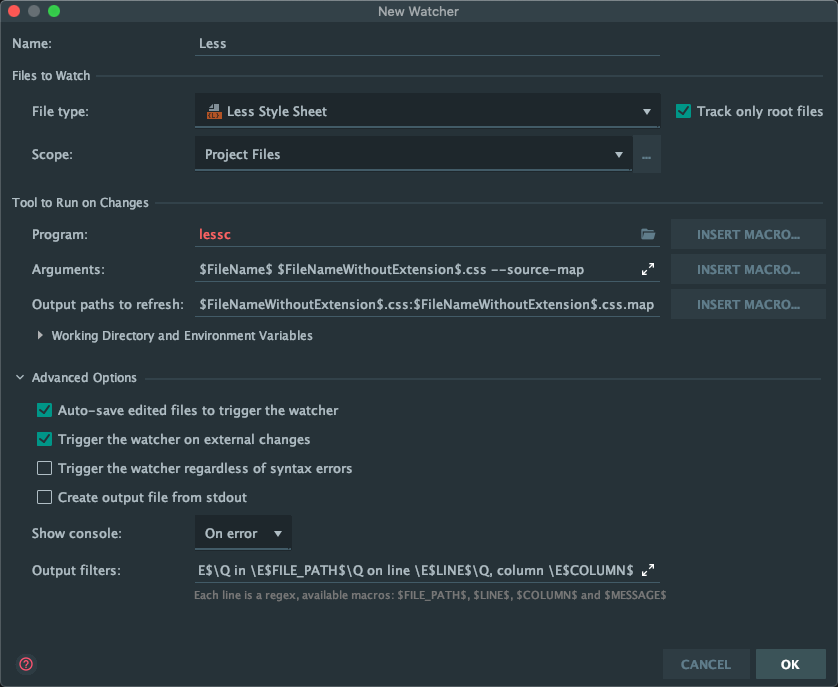 New Watcher
Name: Less
Files to Watch
File type: Less Style Sheet Track only root files
Scope: Project Files ...
Tool to Run on Changes
Program: lessc INSERT MACRO...
Arguments: $FileName$ $FileNameWithoutExtension$.css --source-map INSERT MACRO...
Output paths to refresh: $FileNameWithoutExtension$.css:$FileNameWithoutExtension$.css.map INSERT MACRO...
Working Directory and Environment Variables
Advanced Options
Auto-save edited files to trigger the watcher
Trigger the watcher on external changes
Trigger the watcher regardless of syntax errors
Create output file from stdout
Show console: On error
Output filters: E$\Q in \E$FILE_PATH$\Q on line \E$LINE$\Q, column \E$COLUMN$
Each line is a regex, available macros: $FILE_PATH$, $LINE$, $COLUMN$ and $MESSAGE$
? CANCEL OK